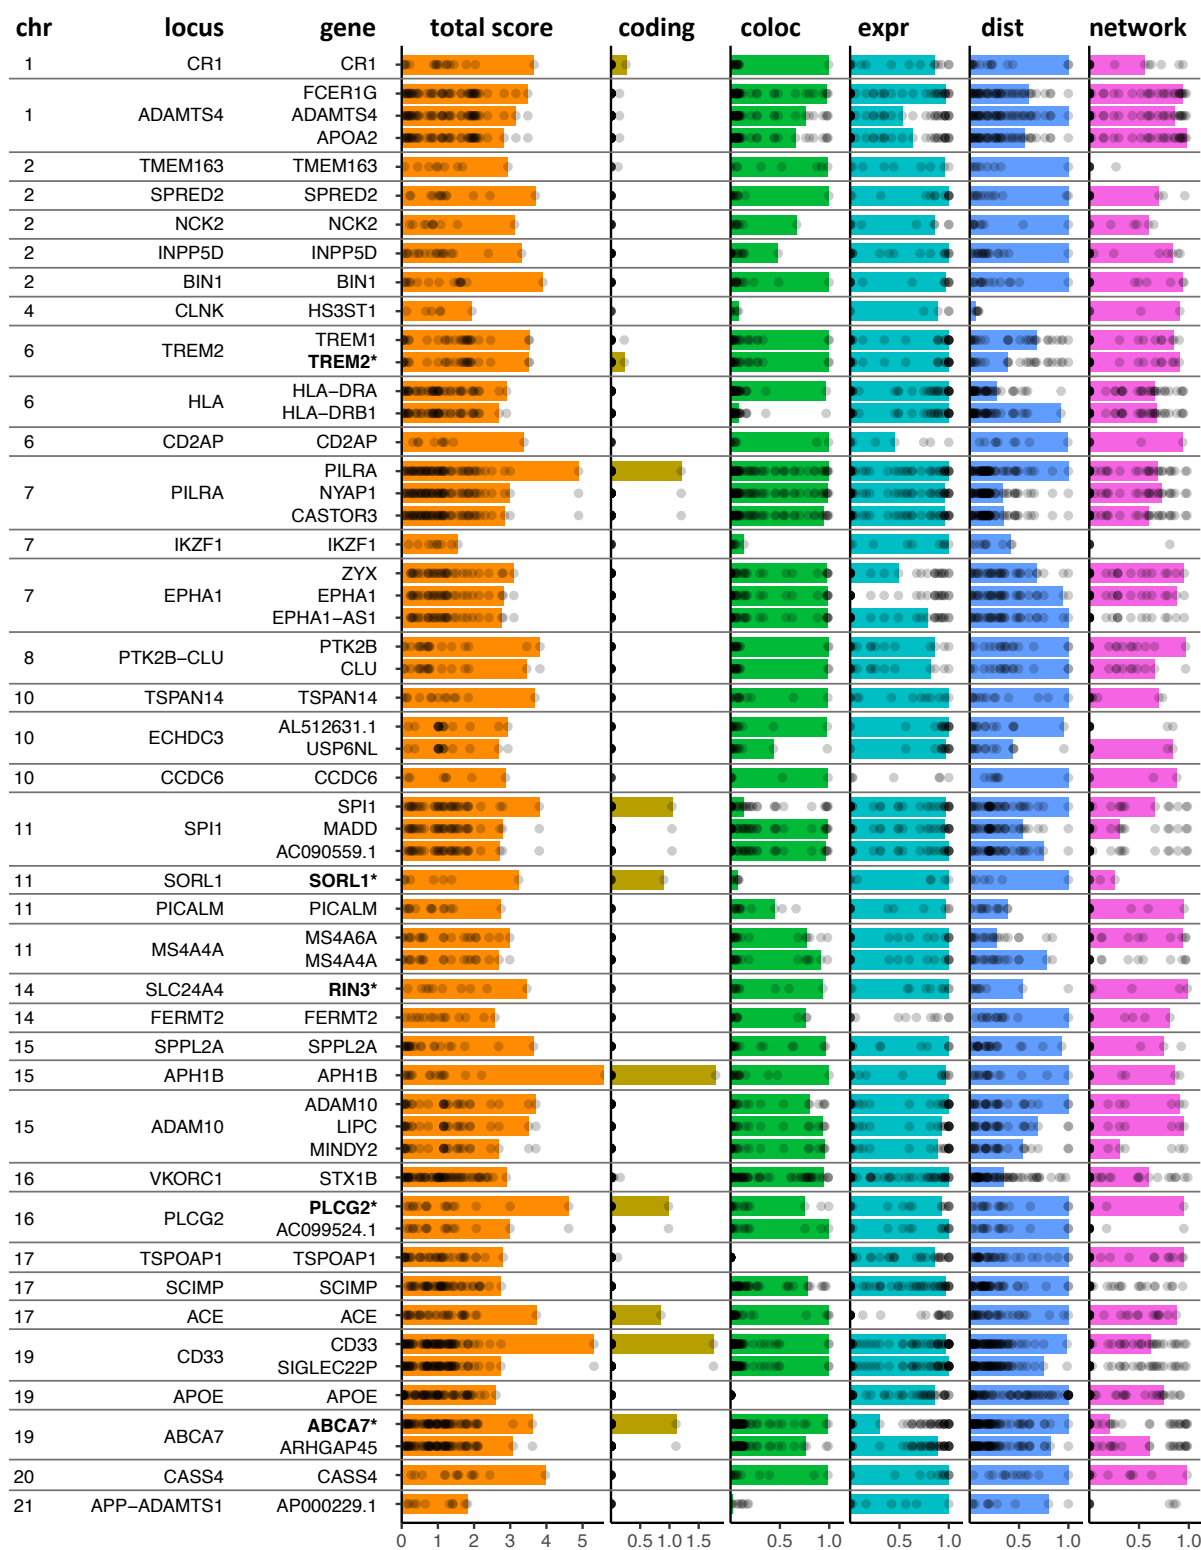 chr locus gene total score coding coloc expr dist network
1 CR1 CR1
FCER1G
1 ADAMTS4 ADAMTS4
APOA2
2 TMEM163 TMEM163
2 SPRED2 SPRED2
2 NCK2 NCK2
2 INPP5D INPP5D
2 BIN1 BIN1
4 CLNK HS3ST1
TREM1
6 TREM2
TREM2*
HLA−DRA
6 HLA
HLA−DRB1
6 CD2AP CD2AP
PILRA
7 PILRA NYAP1
CASTOR3
7 IKZF1 IKZF1
ZYX
7 EPHA1 EPHA1
EPHA1−AS1
PTK2B
8 PTK2B−CLU
CLU
10 TSPAN14 TSPAN14
AL512631.1
10 ECHDC3
USP6NL
10 CCDC6 CCDC6
SPI1
11 SPI1 MADD
AC090559.1
11 SORL1 SORL1*
11 PICALM PICALM
MS4A6A
11 MS4A4A
MS4A4A
14 SLC24A4 RIN3*
14 FERMT2 FERMT2
15 SPPL2A SPPL2A
15 APH1B APH1B
ADAM10
15 ADAM10 LIPC
MINDY2
16 VKORC1 STX1B
PLCG2*
16 PLCG2
AC099524.1
17 TSPOAP1 TSPOAP1
17 SCIMP SCIMP
17 ACE ACE
CD33
19 CD33
SIGLEC22P
19 APOE APOE
ABCA7*
19 ABCA7
ARHGAP45
20 CASS4 CASS4
21 APP−ADAMTS1 AP000229.1
0 1 2 3 4 5 0.5 1.0 1.5 0.5 1.0 0.5 1.0 0.5 1.0 0.5 1.0